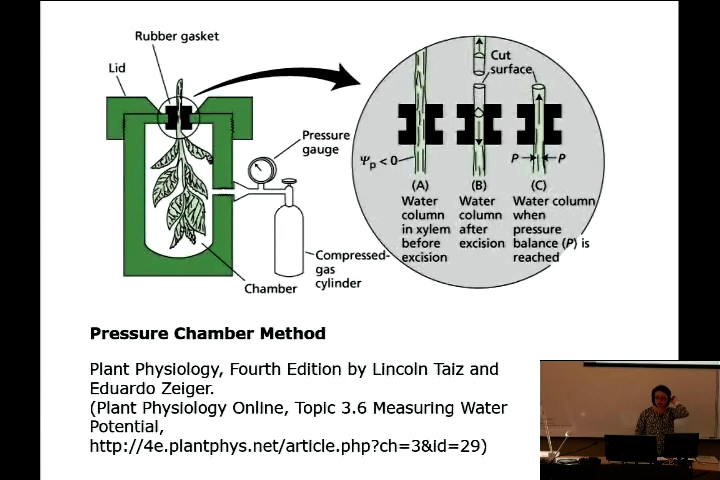 Rubber gasket
Lid
Pressure
gauge
Compressed-
gas
cylinder
Chamber
Cut
surface
Ψp < 0
P
P
(A)
Water
column
in xylem
before
excision
(B)
Water
column
after
excision
(C)
Water column
when
pressure
balance (P) is
reached
Pressure Chamber Method
Plant Physiology, Fourth Edition by Lincoln Taiz and
Eduardo Zeiger.
(Plant Physiology Online, Topic 3.6 Measuring Water
Potential,
http://4e.plantphys.net/article.php?ch=3&id=29)